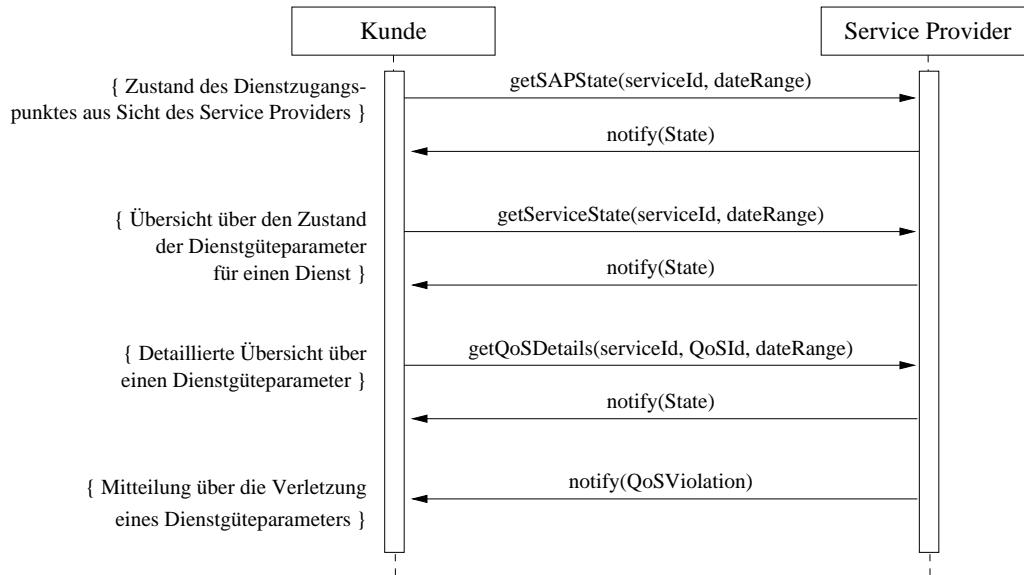 Kunde
Service Provider
{ Zustand des Dienstzugangs-
punktes aus Sicht des Service Providers }
getSAPState(serviceId, dateRange)
notify(State)
{ Übersicht über den Zustand
der Dienstgüteparameter
für einen Dienst }
getServiceState(serviceId, dateRange)
notify(State)
{ Detaillierte Übersicht über
einen Dienstgüteparameter }
getQoSDetails(serviceId, QoSId, dateRange)
notify(State)
{ Mitteilung über die Verletzung
eines Dienstgüteparameters }
notify(QoSViolation)